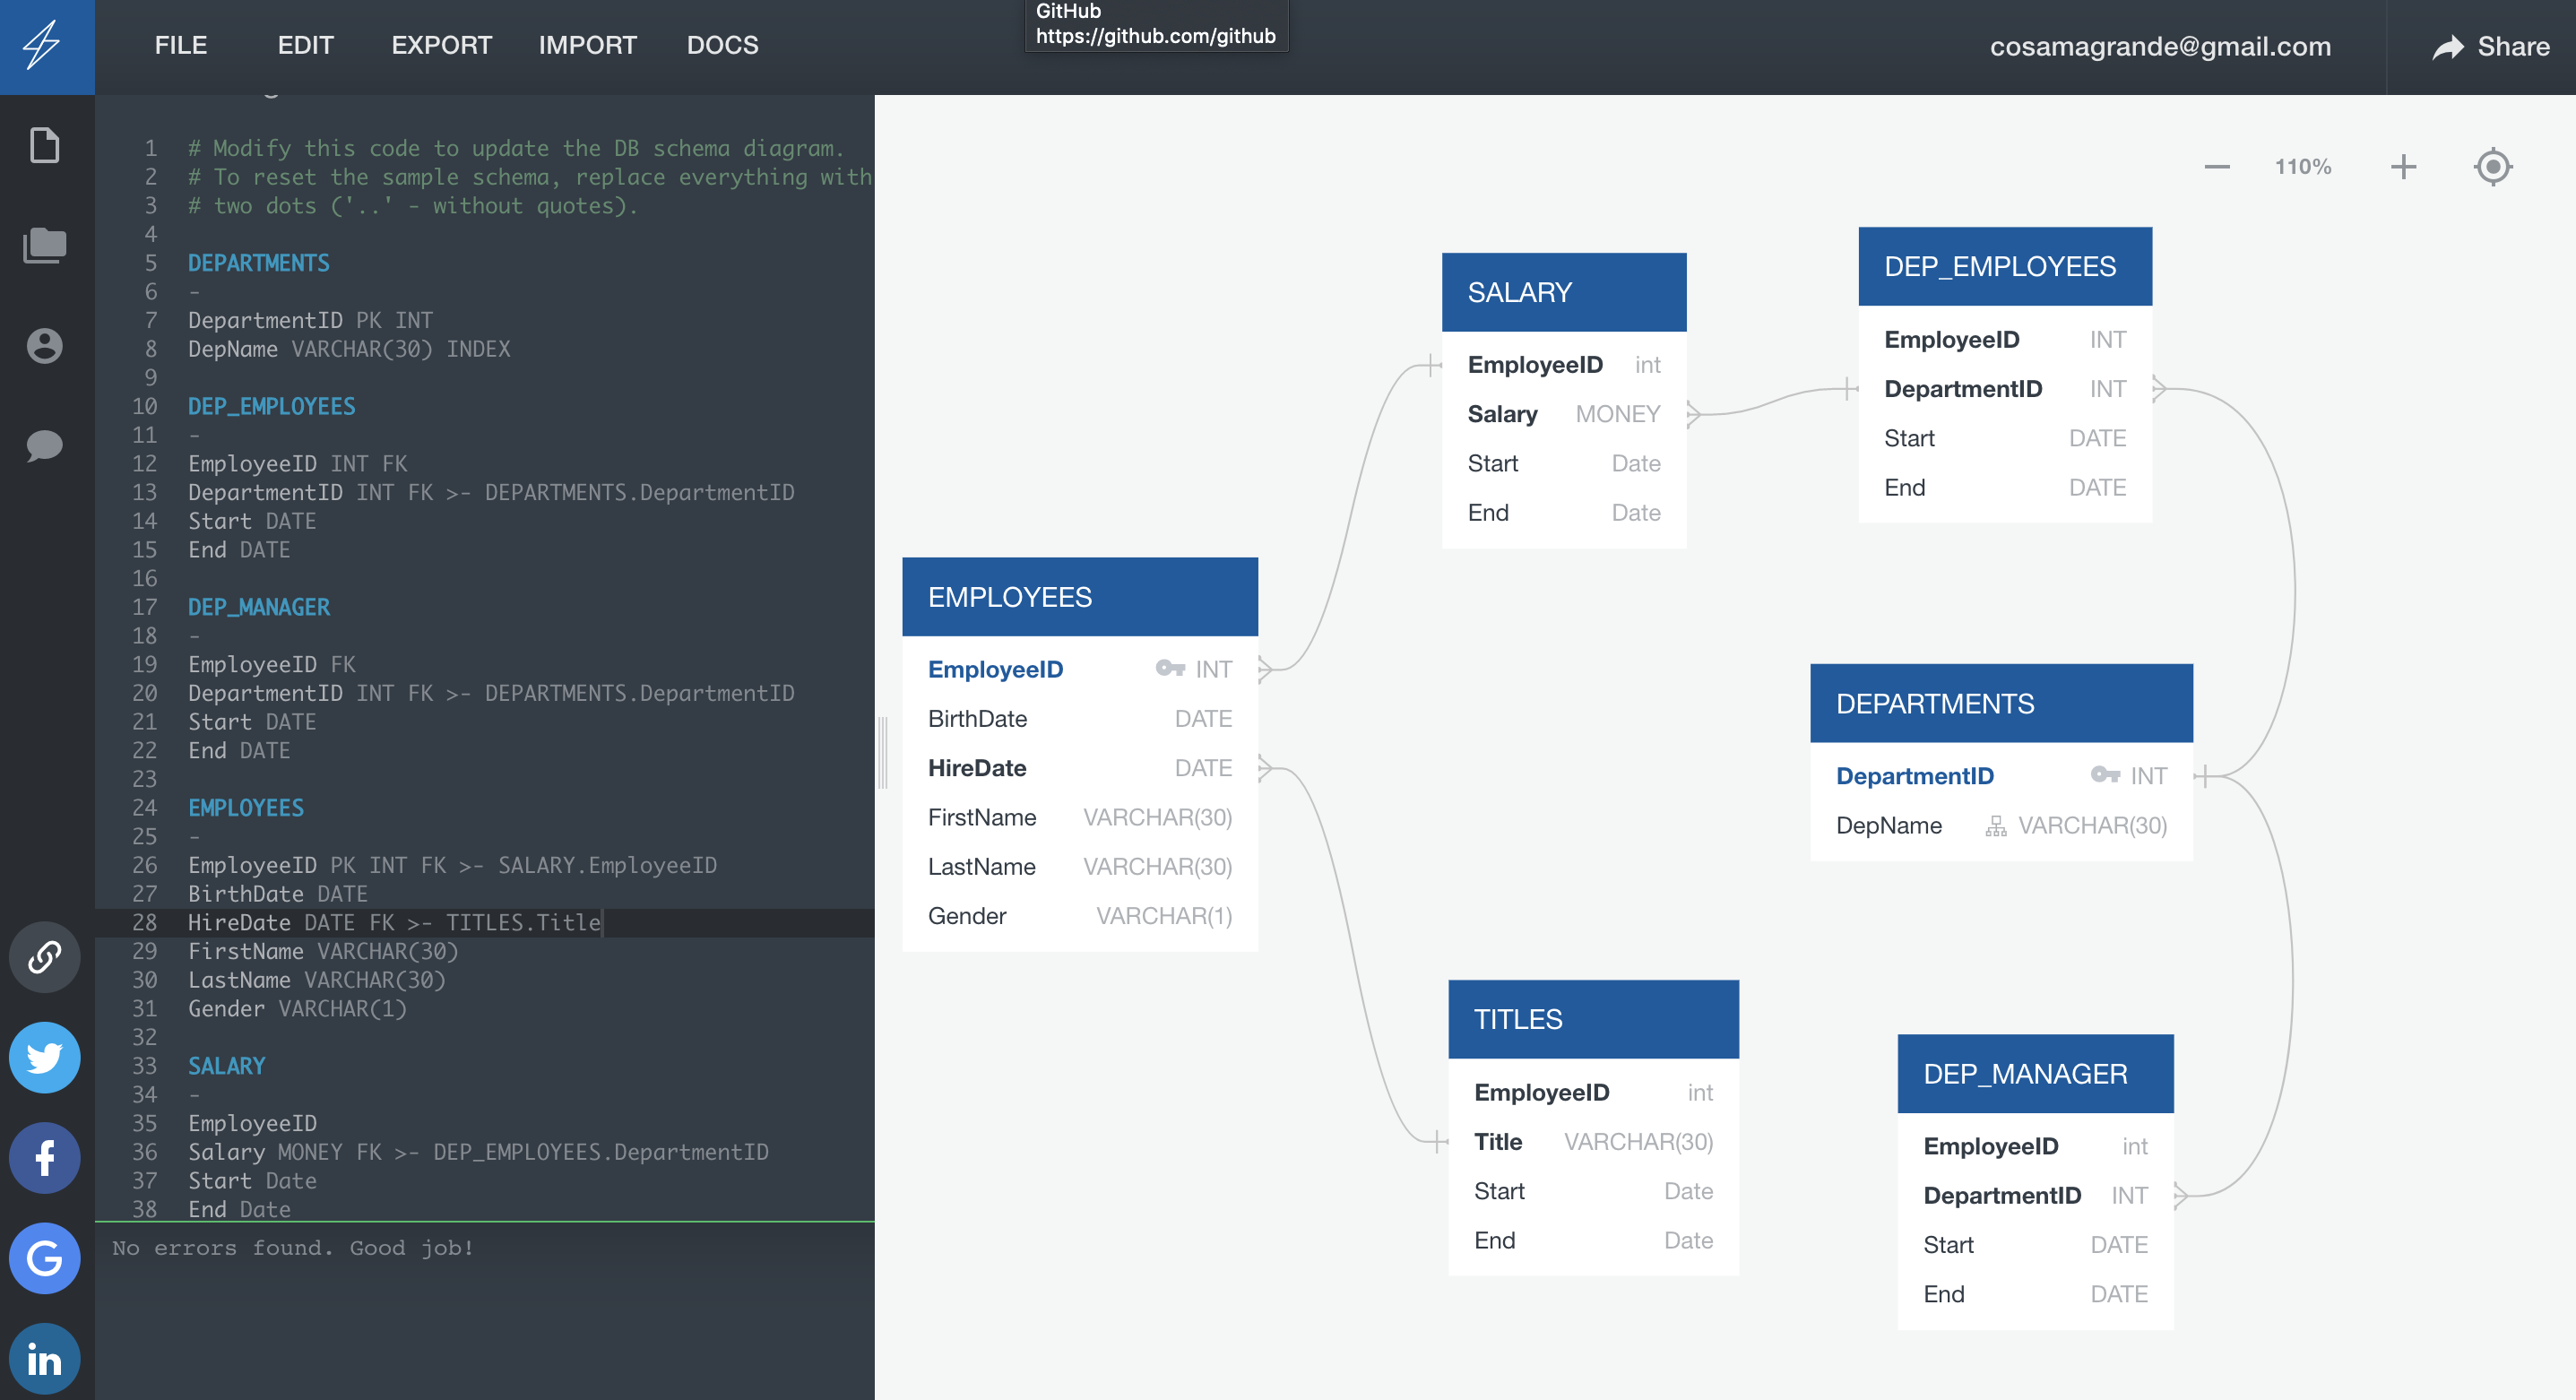 GitHub
https://github.com/github
FILE EDIT EXPORT IMPORT DOCS
cosamagrande@gmail.com
Share
1 # Modify this code to update the DB schema diagram.
2 # To reset the sample schema, replace everything with
3 # two dots ('..' - without quotes).
4
5 DEPARTMENTS
6 -
7 DepartmentID PK INT
8 DepName VARCHAR(30) INDEX
9
10 DEP_EMPLOYEES
11 -
12 EmployeeID INT FK
13 DepartmentID INT FK >- DEPARTMENTS.DepartmentID
14 Start DATE
15 End DATE
16
17 DEP_MANAGER
18 -
19 EmployeeID FK
20 DepartmentID INT FK >- DEPARTMENTS.DepartmentID
21 Start DATE
22 End DATE
23
24 EMPLOYEES
25 -
26 EmployeeID PK INT FK >- SALARY.EmployeeID
27 BirthDate DATE
28 HireDate DATE FK >- TITLES.Title
29 FirstName VARCHAR(30)
30 LastName VARCHAR(30)
31 Gender VARCHAR(1)
32
33 SALARY
34 -
35 EmployeeID
36 Salary MONEY FK >- DEP_EMPLOYEES.DepartmentID
37 Start Date
38 End Date
No errors found. Good job!
110%
SALARY
EmployeeID int
Salary MONEY
Start Date
End Date
DEP_EMPLOYEES
EmployeeID INT
DepartmentID INT
Start DATE
End DATE
EMPLOYEES
EmployeeID INT
BirthDate DATE
HireDate DATE
FirstName VARCHAR(30)
LastName VARCHAR(30)
Gender VARCHAR(1)
DEPARTMENTS
DepartmentID INT
DepName VARCHAR(30)
TITLES
EmployeeID int
Title VARCHAR(30)
Start Date
End Date
DEP_MANAGER
EmployeeID int
DepartmentID INT
Start DATE
End DATE